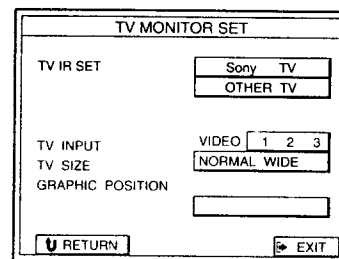 TV MONITOR SET
TV IR SET
Sony TV
OTHER TV
TV INPUT VIDEO 1 2 3
TV SIZE NORMAL WIDE
GRAPHIC POSITION
RETURN EXIT